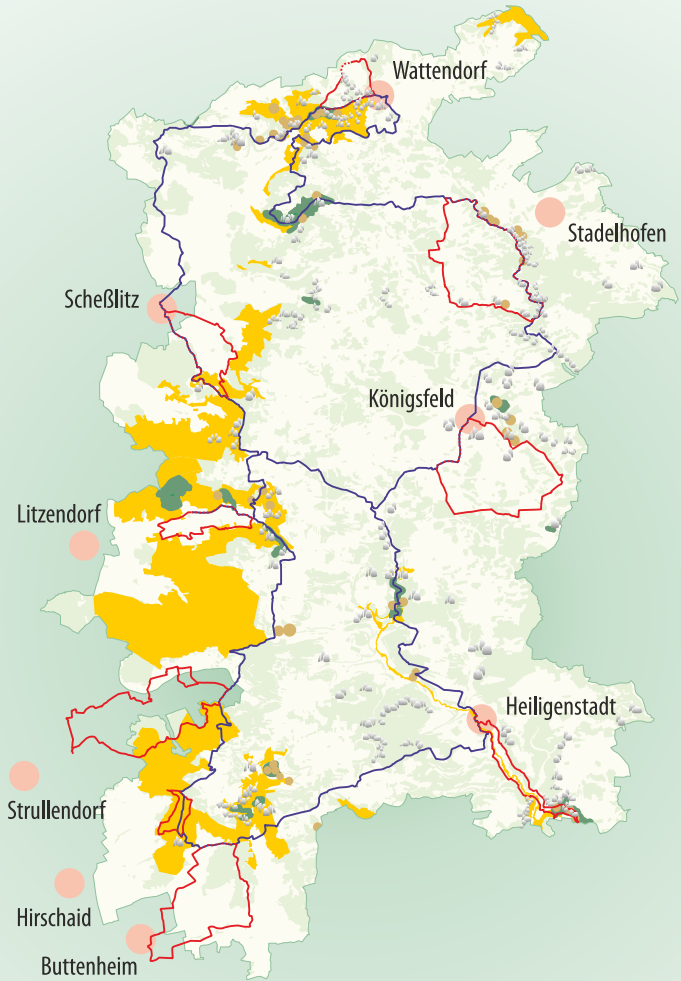 Wattendorf
Stadelhofen
Scheßlitz
Königsfeld
Litzendorf
Heiligenstadt
Strullendorf
Hirschaid
Buttenheim